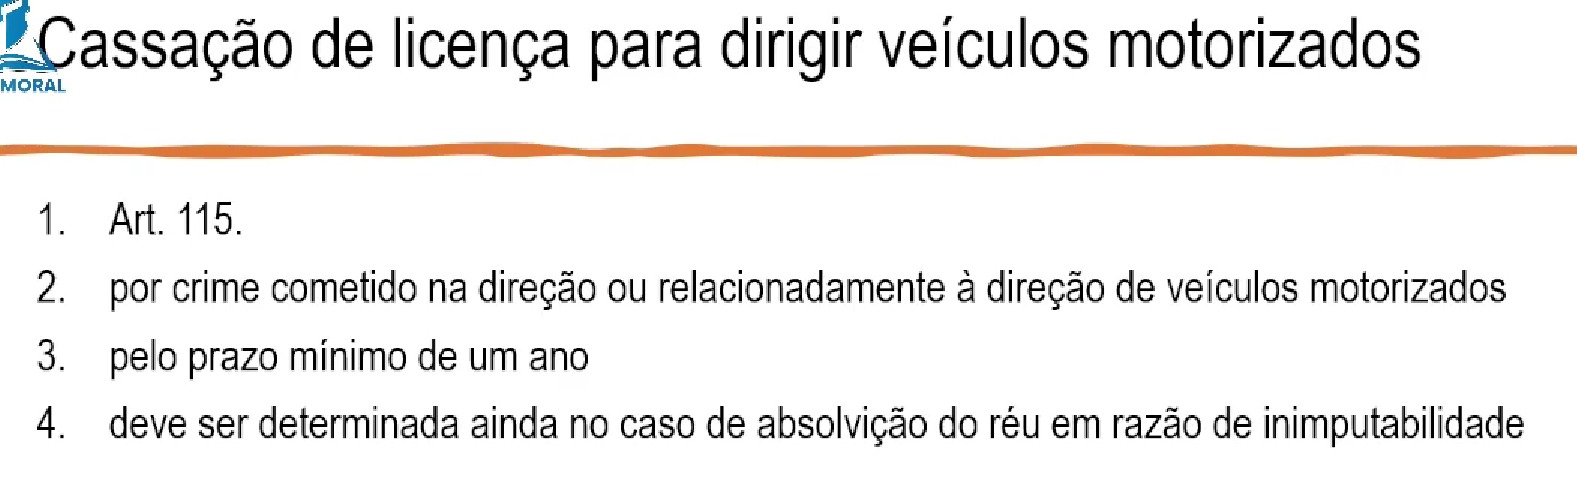 Cassação de licença para dirigir veículos motorizados
MORAL
1. Art. 115.
2. por crime cometido na direção ou relacionadamente à direção de veículos motorizados
3. pelo prazo mínimo de um ano
4. deve ser determinada ainda no caso de absolvição do réu em razão de inimputabilidade